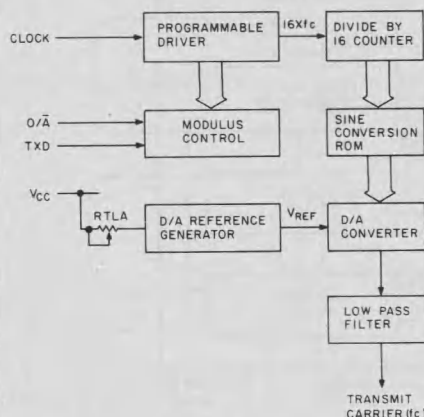 CLOCK
PROGRAMMABLE
DRIVER
16Xfc
DIVIDE BY
16 COUNTER
O/Ā
TXD
MODULUS
CONTROL
SINE
CONVERSION
ROM
VCC
RTLA
D/A REFERENCE
GENERATOR
VREF
D/A
CONVERTER
LOW PASS
FILTER
TRANSMIT
CARRIER (fc)